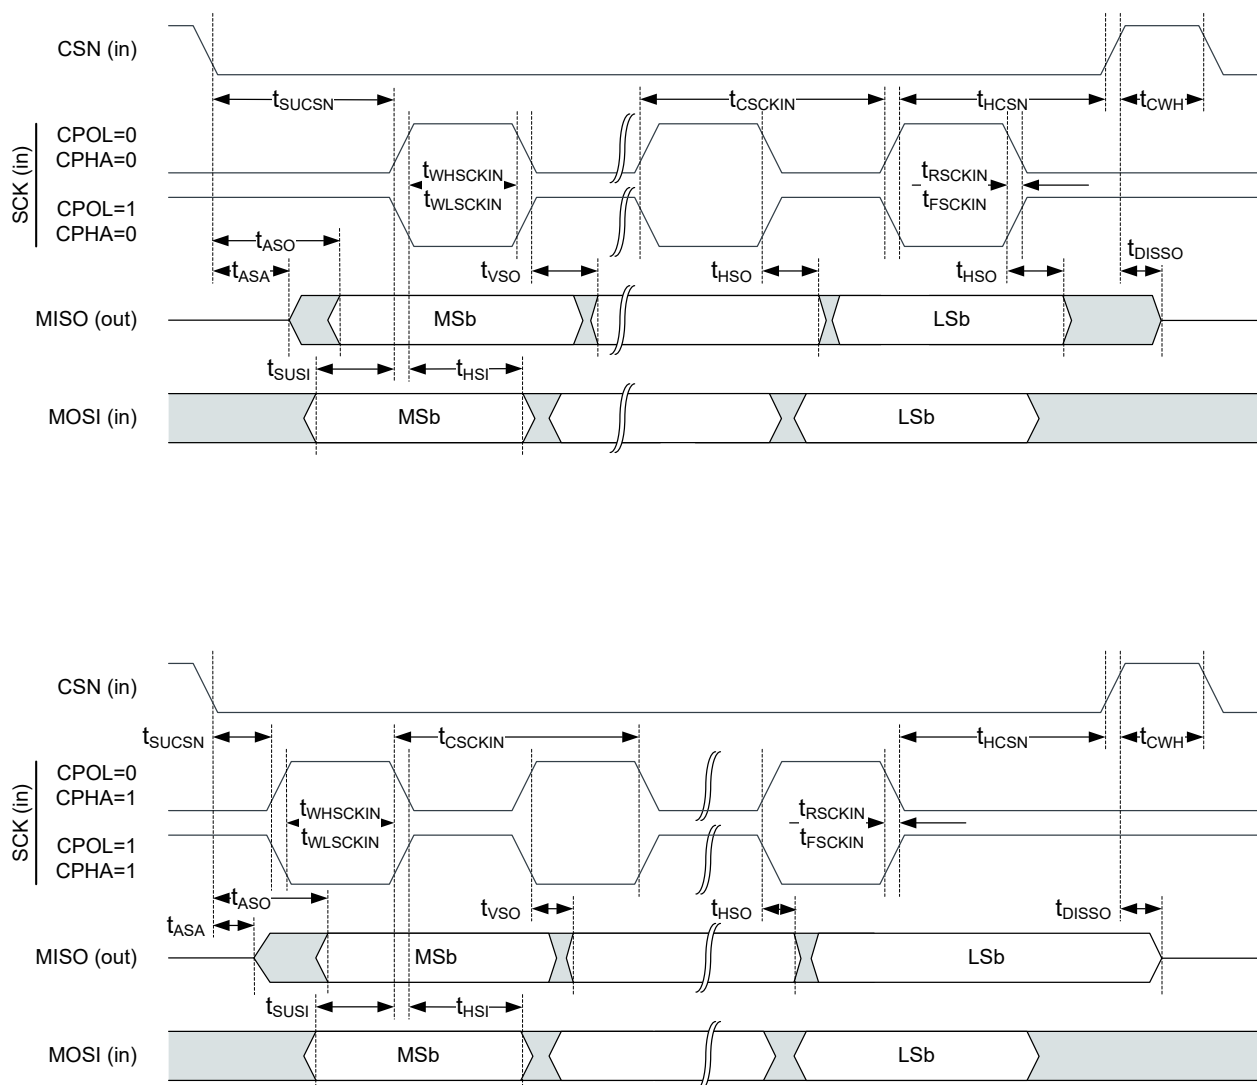 CSN (in)
tSUCSN
tCSCKIN
tHCSN
tCWH
SCK (in)
CPOL=0
CPHA=0
tWHSCKIN
tWLSCKIN
tRSCKIN
tFSCKIN
CPOL=1
CPHA=0
tASO
tASA
tVSO
tHSO
tHSO
tDISSO
MISO (out)
MSb
LSb
tSUSI
tHSI
MOSI (in)
MSb
LSb
CSN (in)
tSUCSN
tCSCKIN
tHCSN
tCWH
SCK (in)
CPOL=0
CPHA=1
tWHSCKIN
tWLSCKIN
tRSCKIN
tFSCKIN
CPOL=1
CPHA=1
tASO
tASA
tVSO
tHSO
tDISSO
MISO (out)
MSb
LSb
tSUSI
tHSI
MOSI (in)
MSb
LSb